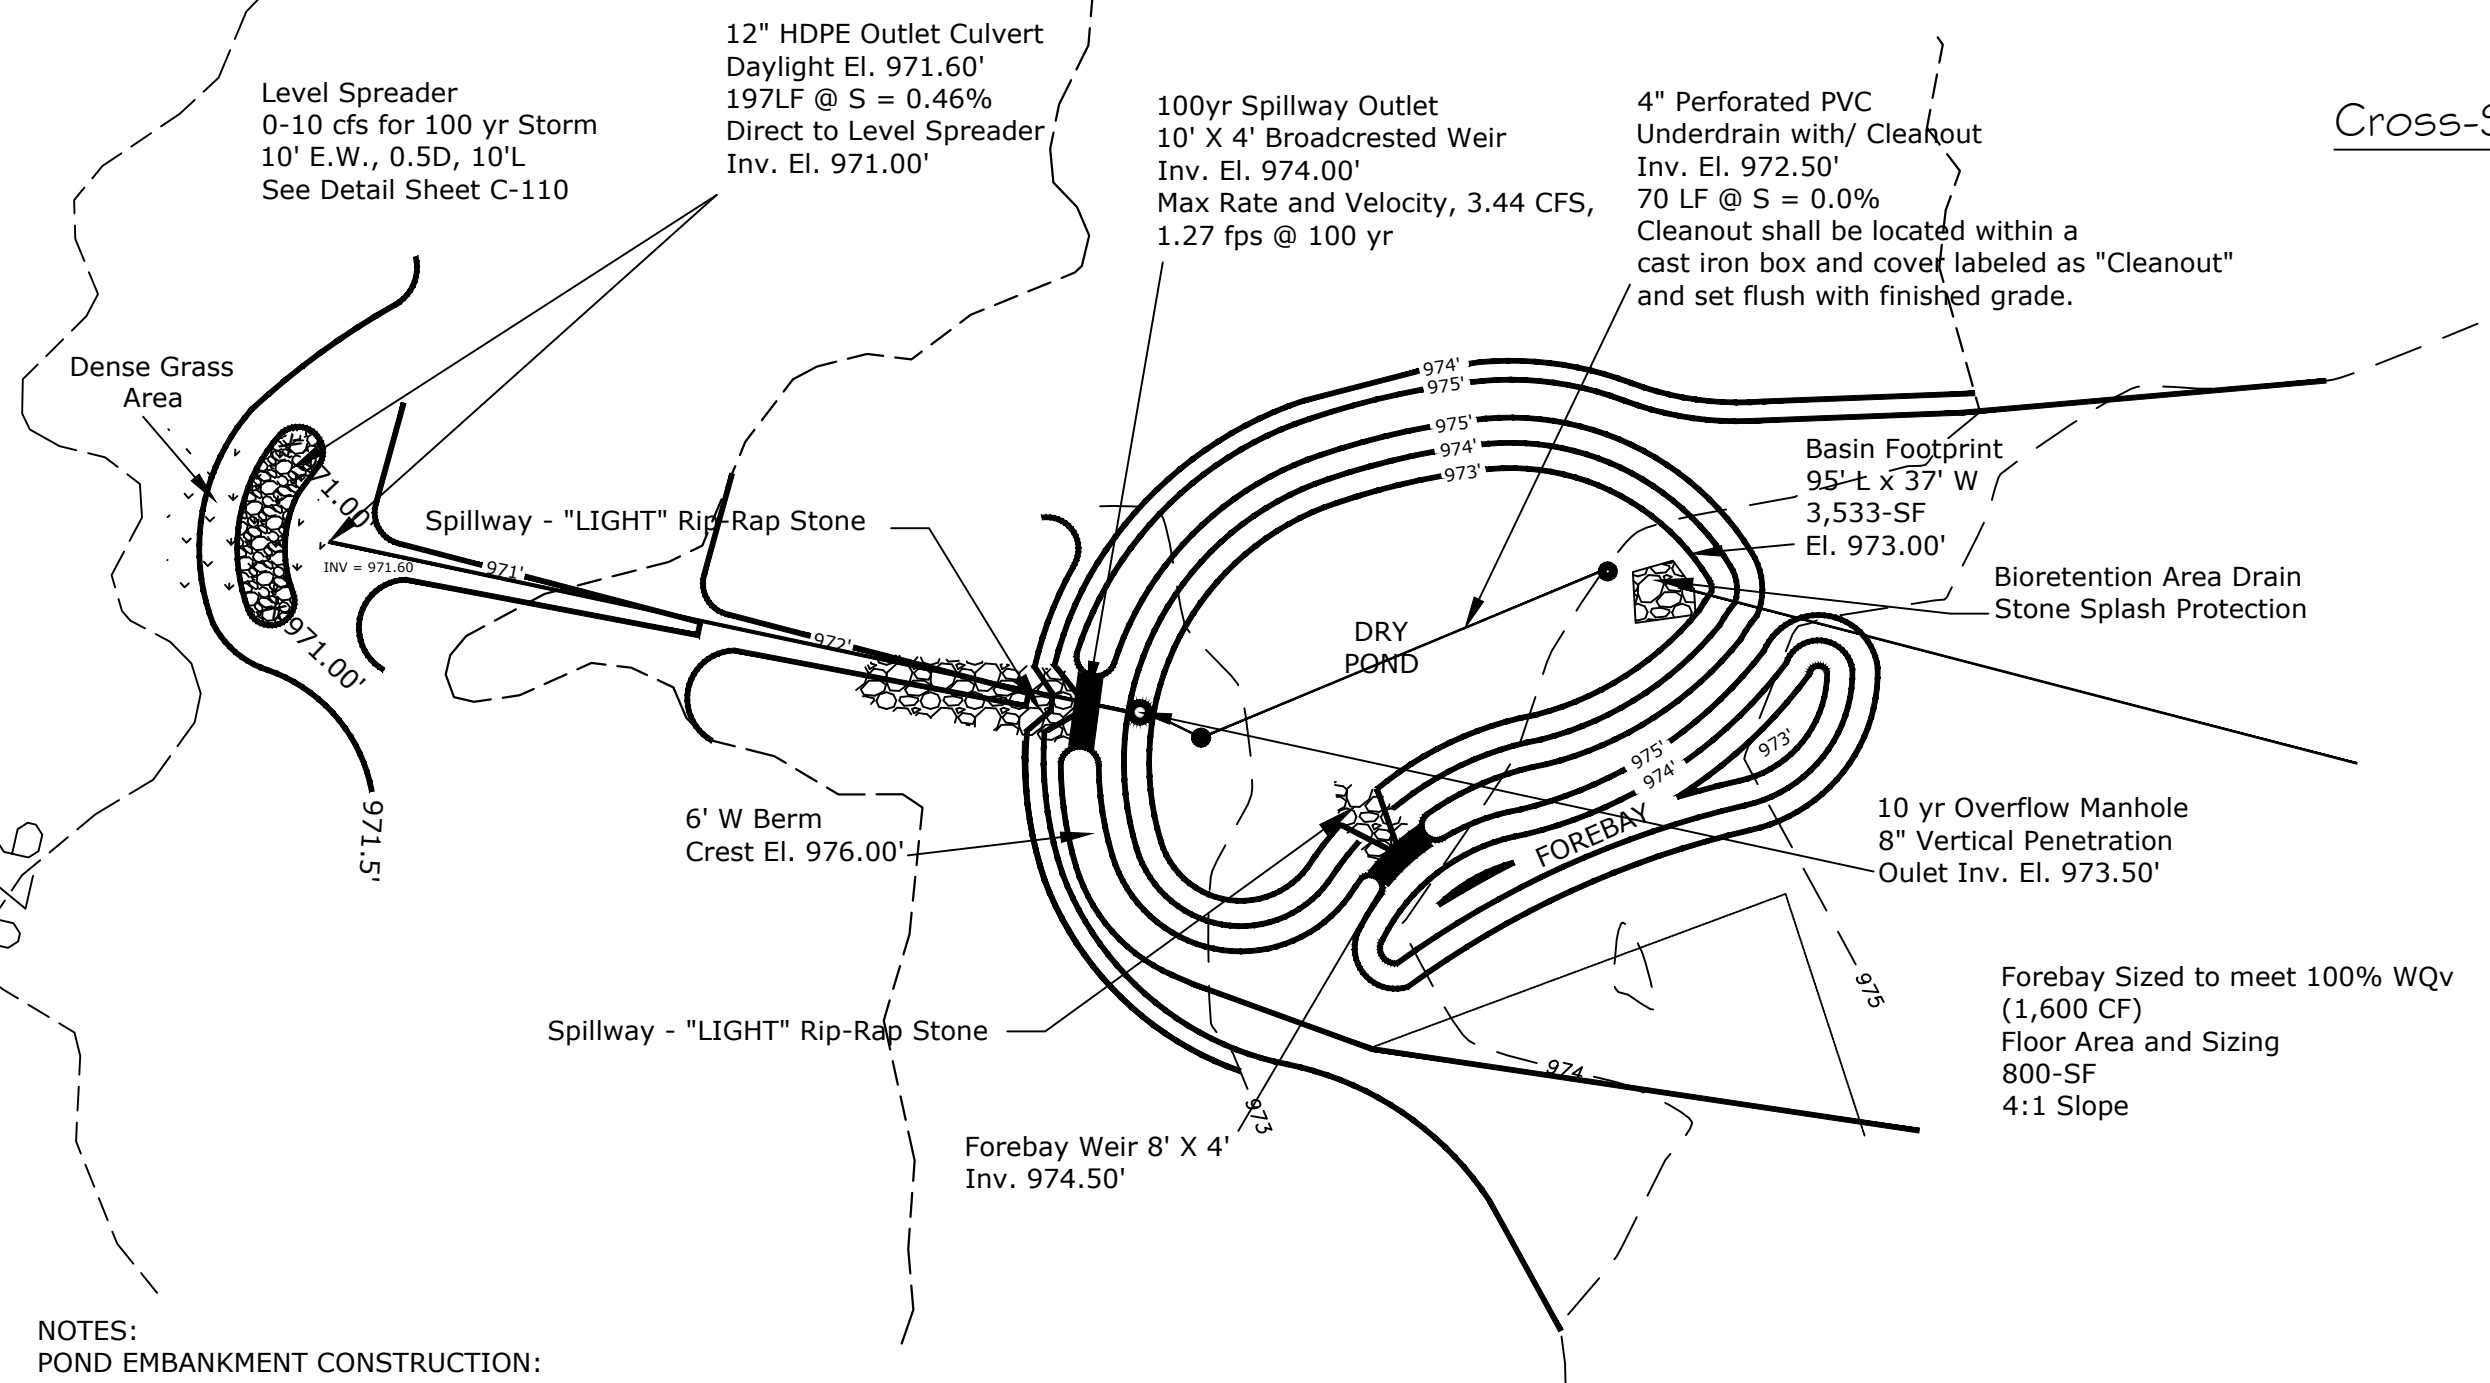 12" HDPE Outlet Culvert
Daylight El. 971.60'
197LF @ S = 0.46%
Direct to Level Spreader
Inv. El. 971.00'
Level Spreader
0-10 cfs for 100 yr Storm
10' E.W., 0.5D, 10'L
See Detail Sheet C-110
100yr Spillway Outlet
10' X 4' Broadcrested Weir
Inv. El. 974.00'
Max Rate and Velocity, 3.44 CFS,
1.27 fps @ 100 yr
4" Perforated PVC
Underdrain with/ Cleanout
Inv. El. 972.50'
70 LF @ S = 0.0%
Cleanout shall be located within a
cast iron box and cover labeled as "Cleanout"
and set flush with finished grade.
Dense Grass
Area
974'
975'
975'
974'
973'
Basin Footprint
95' L x 37' W
3,533-SF
El. 973.00'
971.00'
Spillway - "LIGHT" Rip-Rap Stone
INV = 971.60
971'
972'
971.00'
Bioretention Area Drain
Stone Splash Protection
DRY
POND
975'
974'
973'
FOREBAY
971.5'
6' W Berm
Crest El. 976.00'
10 yr Overflow Manhole
8" Vertical Penetration
Oulet Inv. El. 973.50'
975
Forebay Sized to meet 100% WQv
(1,600 CF)
Floor Area and Sizing
800-SF
4:1 Slope
Spillway - "LIGHT" Rip-Rap Stone
974
973
Forebay Weir 8' X 4'
Inv. 974.50'
NOTES:
POND EMBANKMENT CONSTRUCTION: